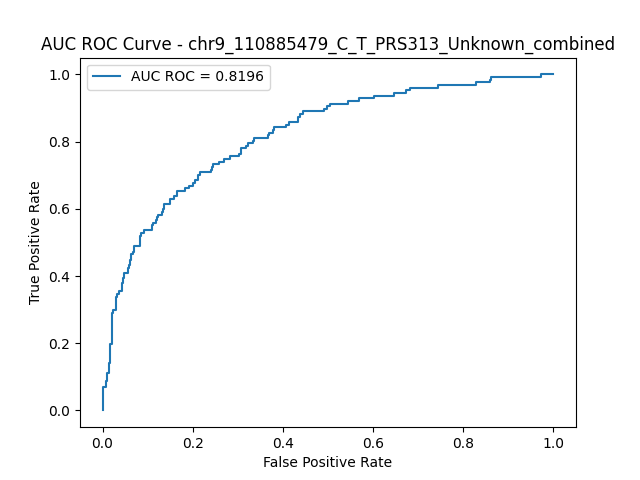 AUC ROC Curve - chr9_110885479_C_T_PRS313_Unknown_combined
AUC ROC = 0.8196
1.0
0.8
0.6
0.4
0.2
0.0
True Positive Rate
0.0 0.2 0.4 0.6 0.8 1.0
False Positive Rate